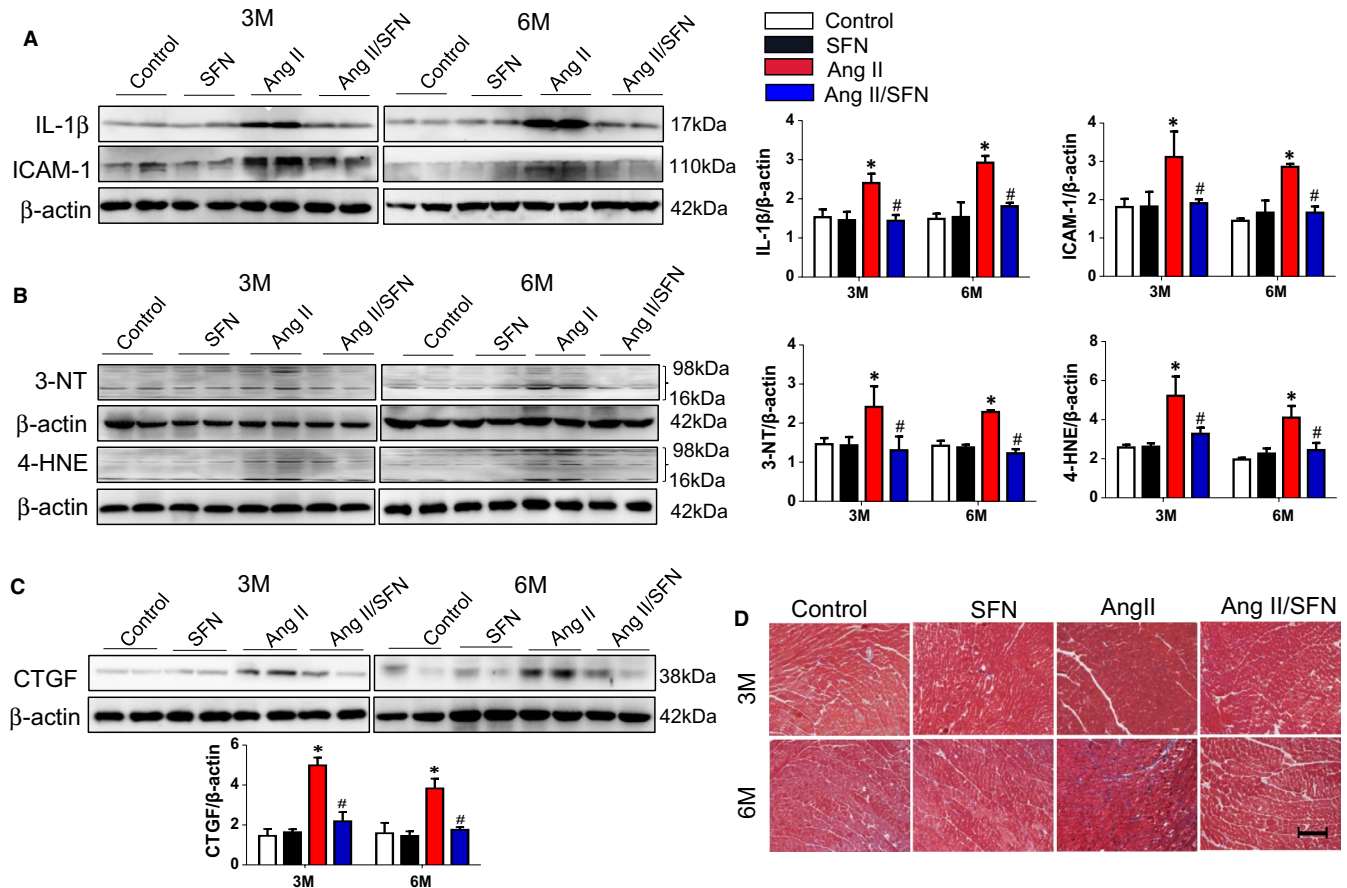 A
3M
6M
Control SFN Ang II Ang II/SFN Control SFN Ang II Ang II/SFN
IL-1β 17kDa
ICAM-1 110kDa
β-actin 42kDa
Control
SFN
Ang II
Ang II/SFN
IL-1β/β-actin
4
3
2
1
0
* # * #
3M 6M
ICAM-1/β-actin
4
3
2
1
0
* # * #
3M 6M
B
3M
6M
Control SFN Ang II Ang II/SFN Control SFN Ang II Ang II/SFN
3-NT 98kDa
16kDa
β-actin 42kDa
4-HNE 98kDa
16kDa
β-actin 42kDa
3-NT/β-actin
4
3
2
1
0
* # * #
3M 6M
4-HNE/β-actin
8
6
4
2
0
* # * #
3M 6M
C
3M
6M
Control SFN Ang II Ang II/SFN Control SFN Ang II Ang II/SFN
CTGF 38kDa
β-actin 42kDa
CTGF/β-actin
6
4
2
0
* # * #
3M 6M
D
Control SFN AngII Ang II/SFN
3M
6M